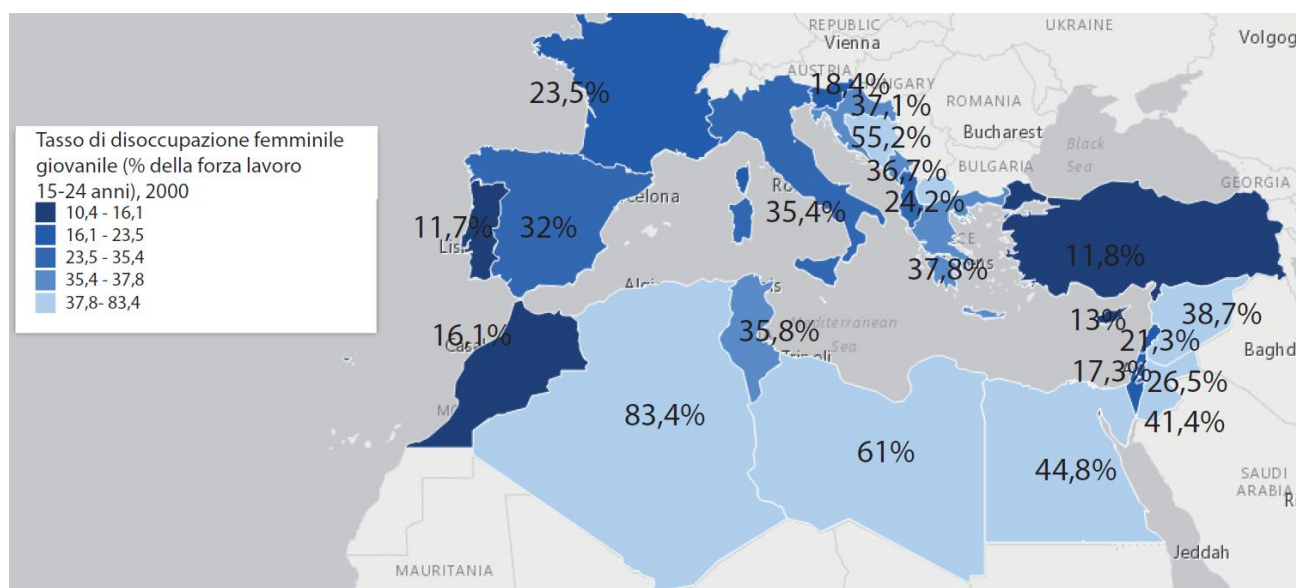 REPUBLIC
Vienna
UKRAINE
Volgog
AUSTRIA
18,4%
23,5%
37,1%
ROMANIA
Tasso di disoccupazione femminile
giovanile (% della forza lavoro
15-24 anni), 2000
10,4 - 16,1
16,1 - 23,5
23,5 - 35,4
35,4 - 37,8
37,8- 83,4
55,2%
Bucharest
Black
Sea
BULGARIA
36,7%
GEORGIA
24,2%
11,7%
32%
35,4%
37,8%
11,8%
16,1%
35,8%
Mediterranean
Sea
Tripoli
13%
38,7%
21,3%
Baghd
17,3%
26,5%
41,4%
83,4%
61%
44,8%
SAUDI
ARABIA
MAURITANIA
Jeddah